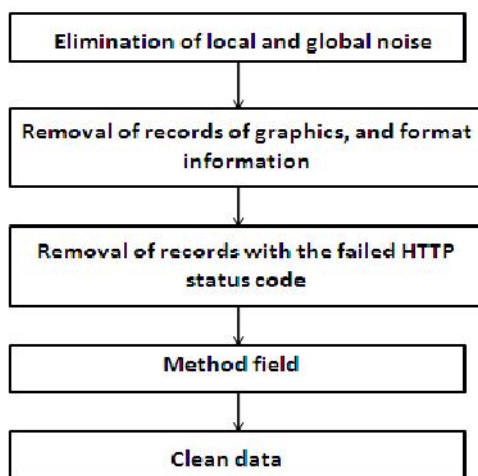 Elimination of local and global noise
Removal of records of graphics, and format
information
Removal of records with the failed HTTP
status code
Method field
Clean data